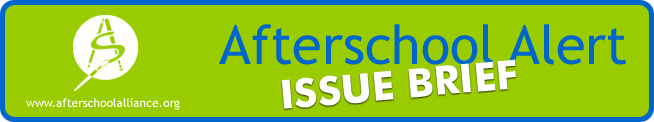 Afterschool Alert
ISSUE BRIEF
www.afterschoolalliance.org